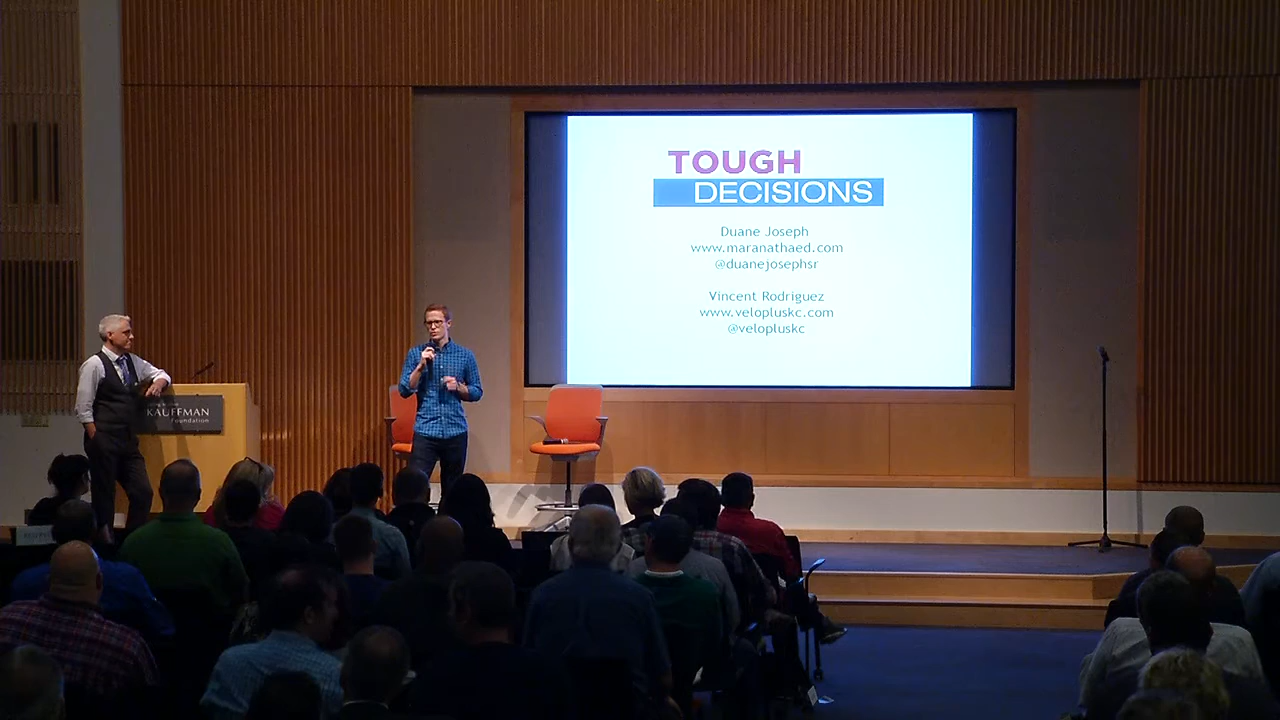 TOUGH
DECISIONS
Duane Joseph
www.maranathaed.com
@duanejosephsr
Vincent Rodriguez
www.velopluskc.com
@velopluskc
KAUFFMAN
Foundation